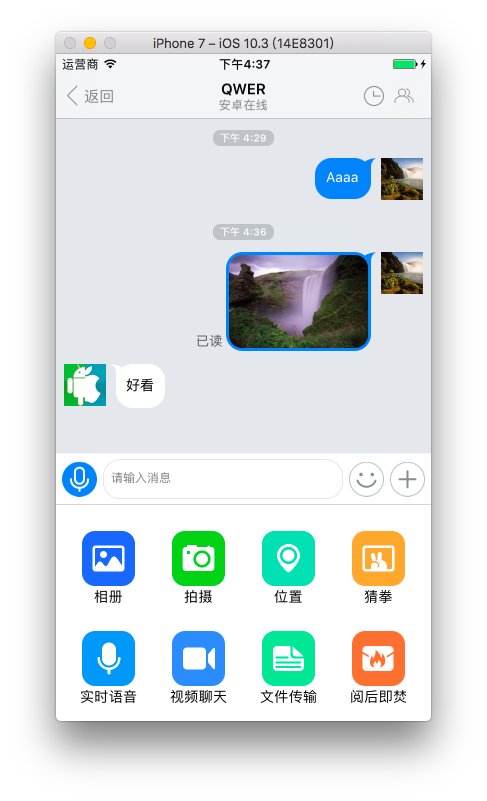 iPhone 7 – iOS 10.3 (14E8301)
运营商 下午4:37
返回 QWER
安卓在线
下午 4:29
Aaaa
下午 4:36
已读
好看
请输入消息
相册 拍摄 位置 猜拳
实时语音 视频聊天 文件传输 阅后即焚